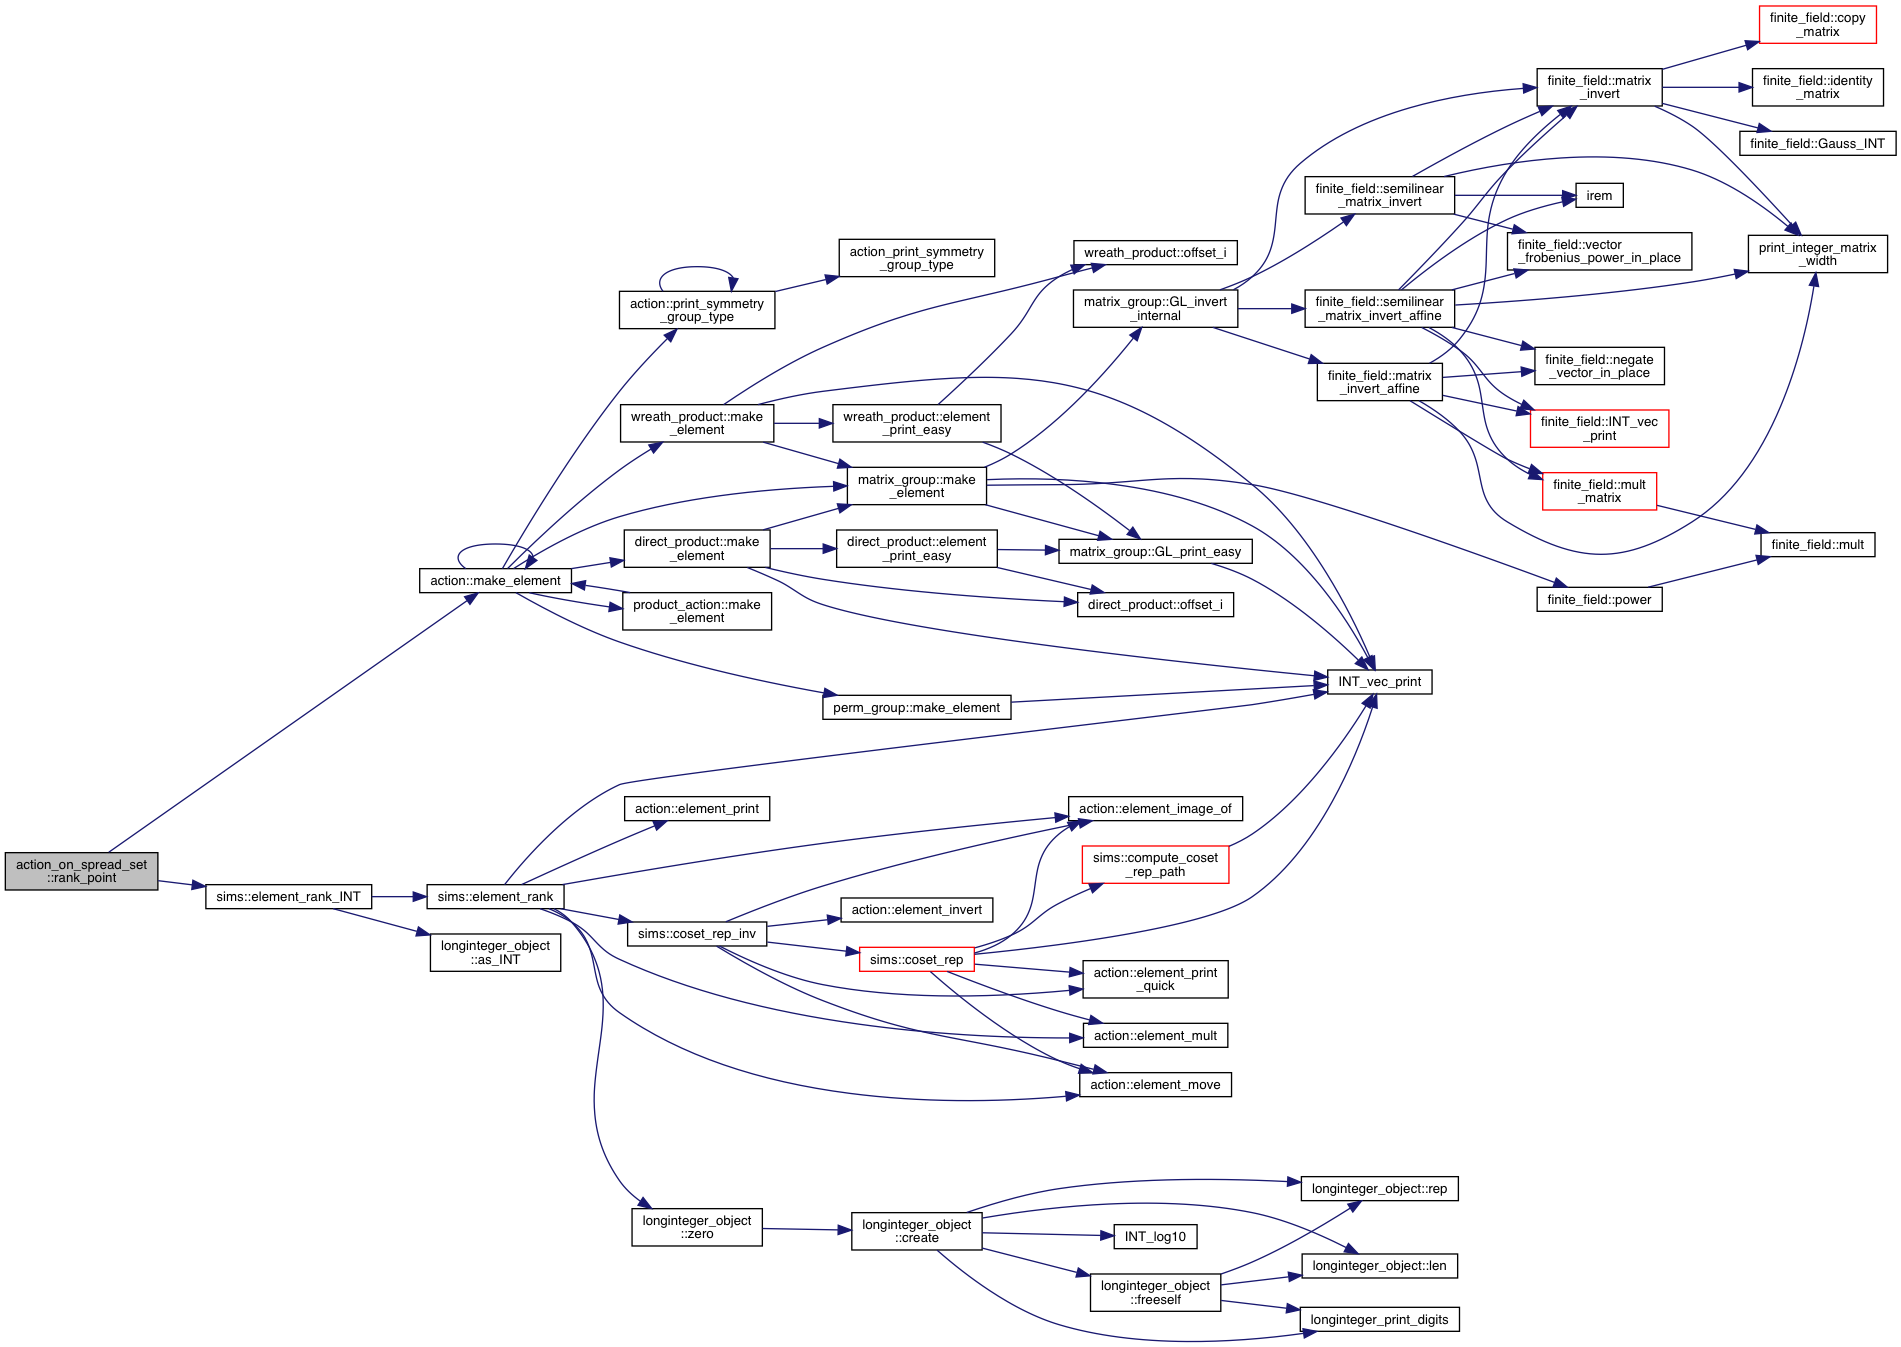 finite_field::copy
_matrix
finite_field::matrix
_invert
finite_field::identity
_matrix
finite_field::Gauss_INT
finite_field::semilinear
_matrix_invert
irem
action_print_symmetry
_group_type
wreath_product::offset_i
finite_field::vector
_frobenius_power_in_place
print_integer_matrix
_width
action::print_symmetry
_group_type
matrix_group::GL_invert
_internal
finite_field::semilinear
_matrix_invert_affine
finite_field::negate
_vector_in_place
finite_field::matrix
_invert_affine
wreath_product::make
_element
wreath_product::element
_print_easy
finite_field::INT_vec
_print
matrix_group::make
_element
finite_field::mult
_matrix
direct_product::make
_element
direct_product::element
_print_easy
matrix_group::GL_print_easy
finite_field::mult
action::make_element
product_action::make
_element
direct_product::offset_i
finite_field::power
INT_vec_print
perm_group::make_element
action::element_print
action::element_image_of
action_on_spread_set
::rank_point
sims::compute_coset
_rep_path
sims::element_rank_INT
sims::element_rank
action::element_invert
sims::coset_rep_inv
longinteger_object
::as_INT
sims::coset_rep
action::element_print
_quick
action::element_mult
action::element_move
longinteger_object::rep
longinteger_object
::zero
longinteger_object
::create
INT_log10
longinteger_object::len
longinteger_object
::freeself
longinteger_print_digits